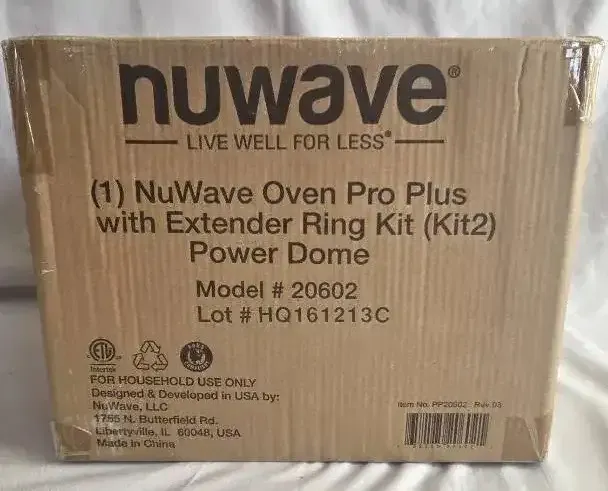 nuwave®
LIVE WELL FOR LESS®
(1) NuWave Oven Pro Plus
with Extender Ring Kit (Kit2)
Power Dome
Model # 20602
Lot # HQ161213C
Intertek
FOR HOUSEHOLD USE ONLY
Designed & Developed in USA by:
NuWave, LLC
1755 N. Butterfield Rd.
Libertyville, IL 60048, USA
Made in China
Item No. PP20602 Rev 03